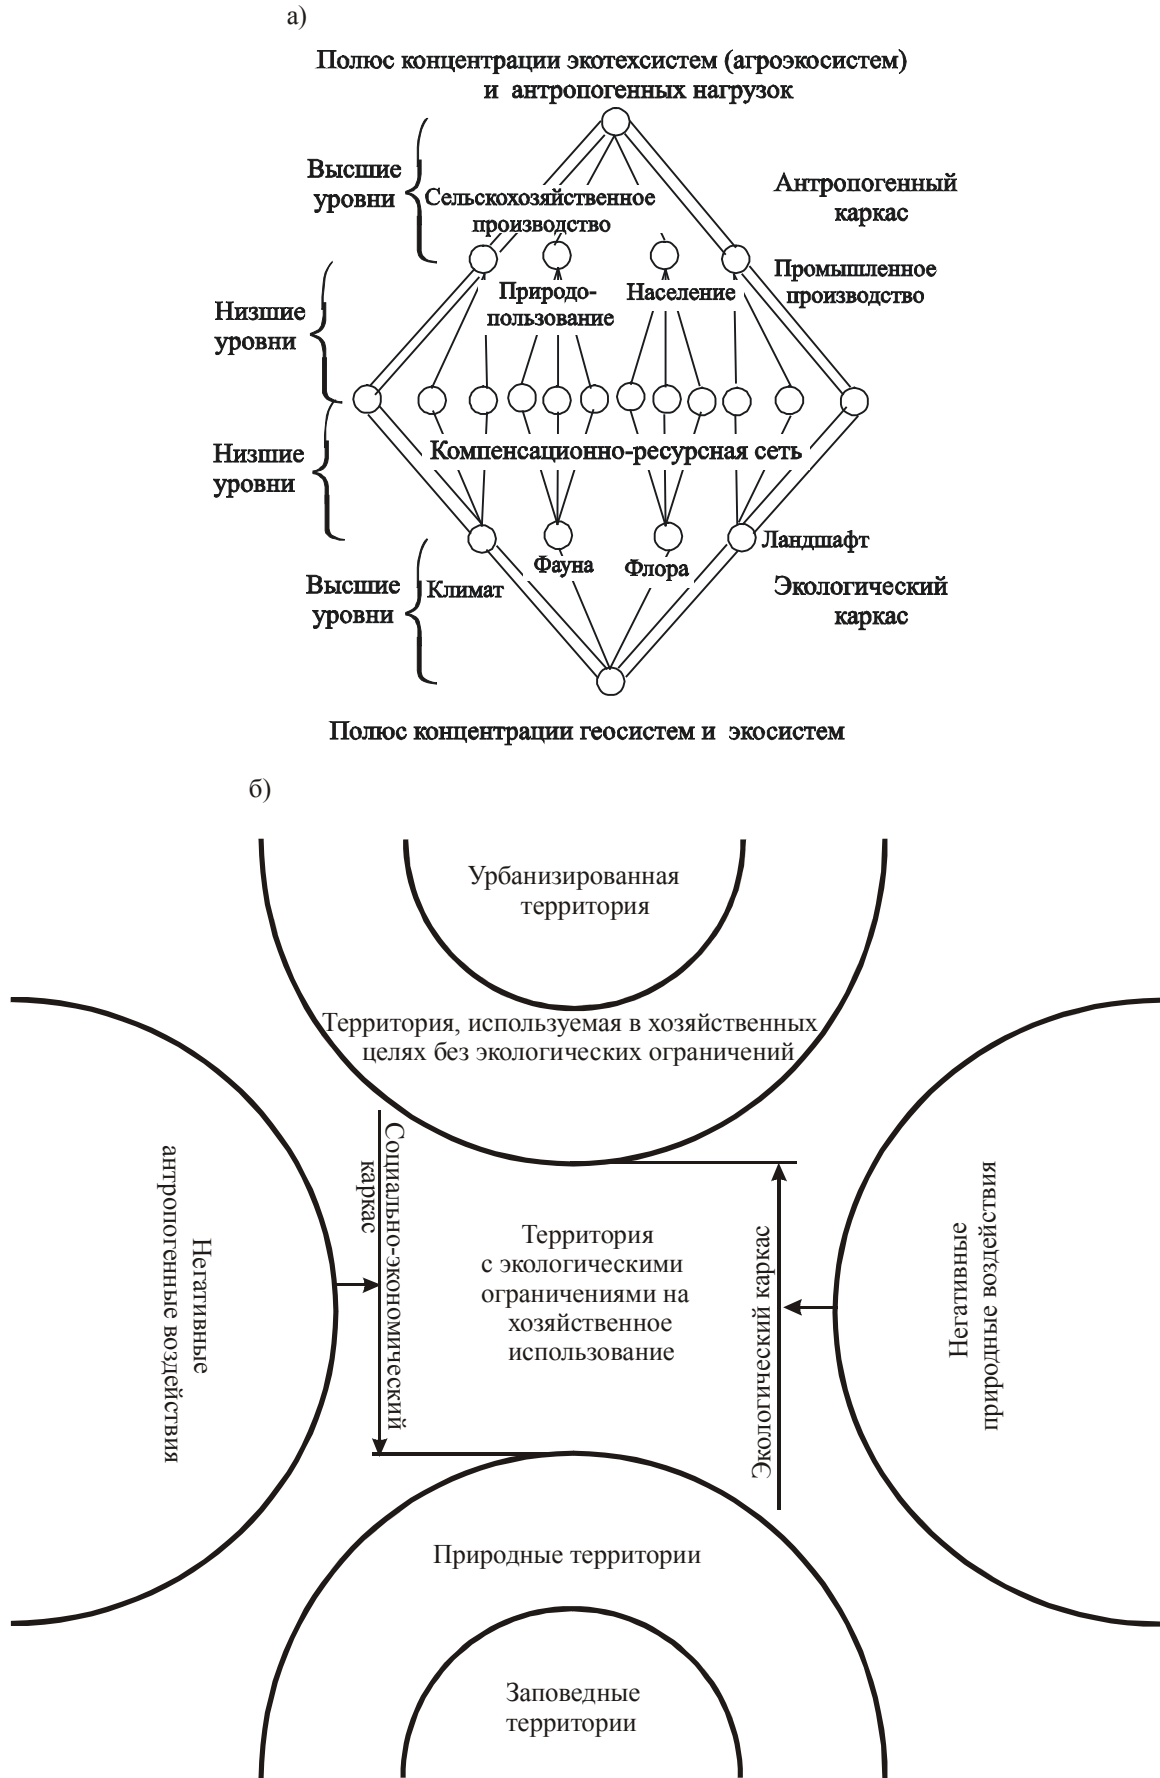 а)
Полюс концентрации экотехсистем (агроэкосистем)
и антропогенных нагрузок
Высшие
уровни
Сельскохозяйственное
производство
Антропогенный
каркас
Низшие
уровни
Природо-
пользование
Население
Промышленное
производство
Низшие
уровни
Компенсационно-ресурсная сеть
Высшие
уровни
Климат
Фауна
Флора
Ландшафт
Экологический
каркас
Полюс концентрации геосистем и экосистем
б)
Урбанизированная
территория
Территория, используемая в хозяйственных
целях без экологических ограничений
Негативные
антропогенные воздействия
Социально-экономический
каркас
Территория
с экологическими
ограничениями на
хозяйственное
использование
Экологический каркас
Негативные
природные воздействия
Природные территории
Заповедные
территории